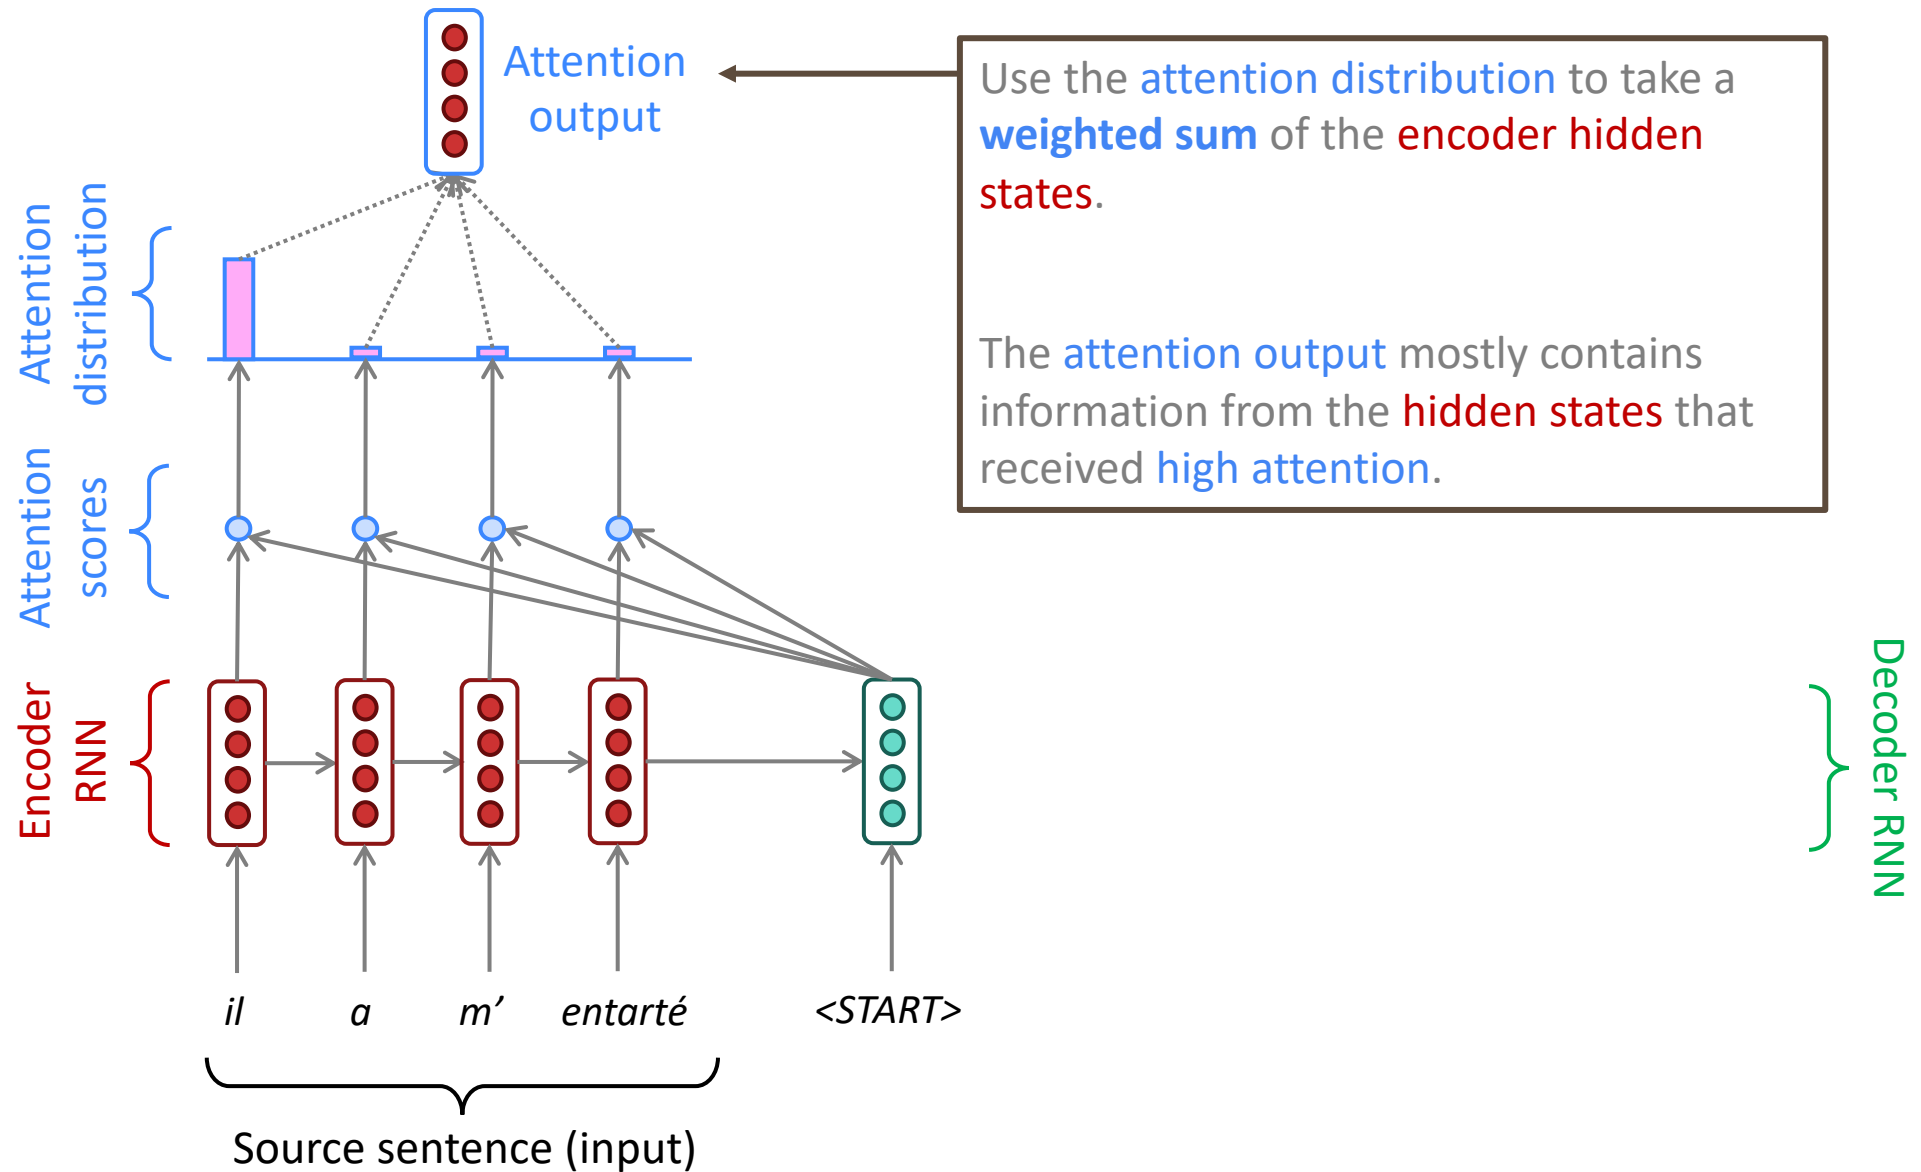 Attention
output
Use the attention distribution to take a
weighted sum of the encoder hidden
states.
The attention output mostly contains
information from the hidden states that
received high attention.
Attention
distribution
Attention
scores
Encoder
RNN
Decoder RNN
il a m’ entarté <START>
Source sentence (input)